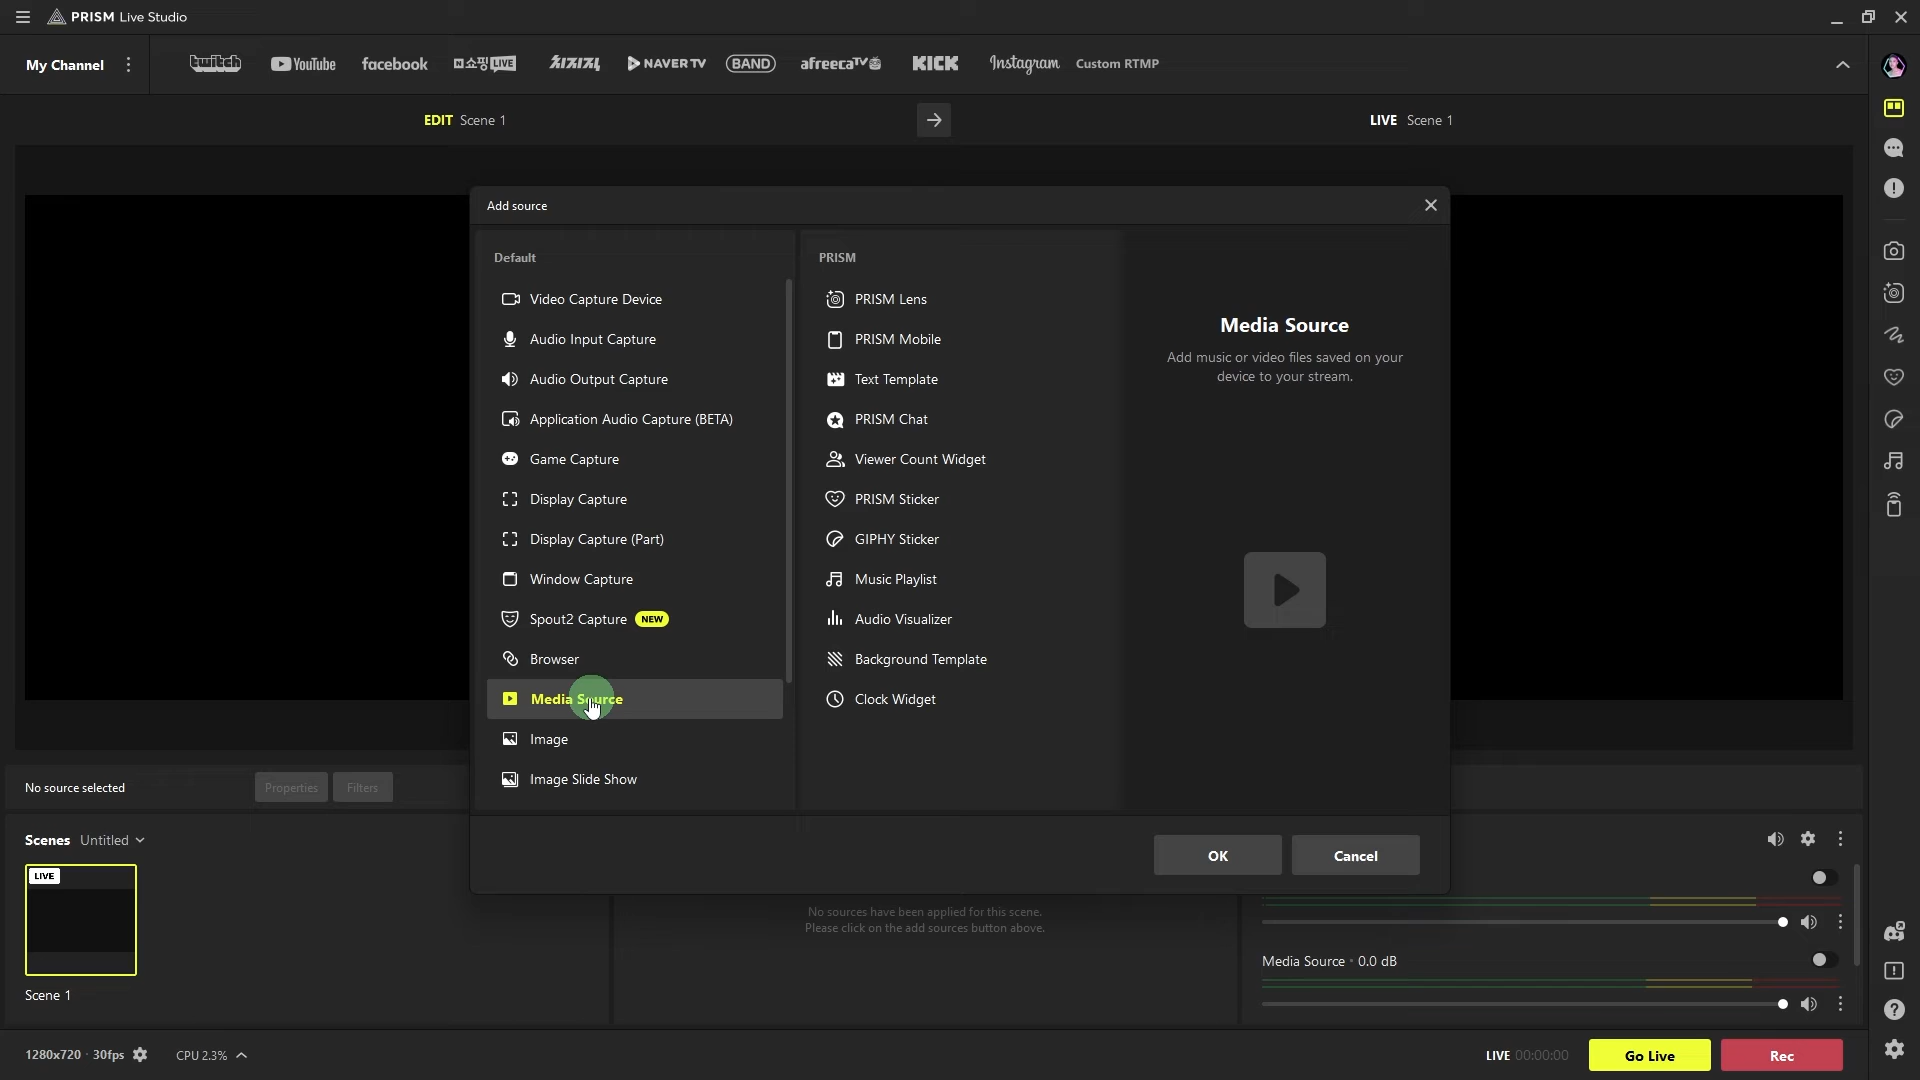 PRISM Live Studio
My Channel
twitch
YouTube
facebook
N쇼핑LIVE
치지직
NAVER TV
BAND
afreecaTV
KICK
Instagram
Custom RTMP
EDIT Scene 1
LIVE Scene 1
Add source
Default
Video Capture Device
Audio Input Capture
Audio Output Capture
Application Audio Capture (BETA)
Game Capture
Display Capture
Display Capture (Part)
Window Capture
Spout2 Capture NEW
Browser
Media Source
Image
Image Slide Show
PRISM
PRISM Lens
PRISM Mobile
Text Template
PRISM Chat
Viewer Count Widget
PRISM Sticker
GIPHY Sticker
Music Playlist
Audio Visualizer
Background Template
Clock Widget
Media Source
Add music or video files saved on your
device to your stream.
OK
Cancel
No source selected
Properties
Filters
Scenes Untitled
LIVE
Scene 1
No sources have been applied for this scene.
Please click on the add sources button above.
Media Source • 0.0 dB
1280x720 · 30fps
CPU 2.3%
LIVE 00:00:00
Go Live
Rec